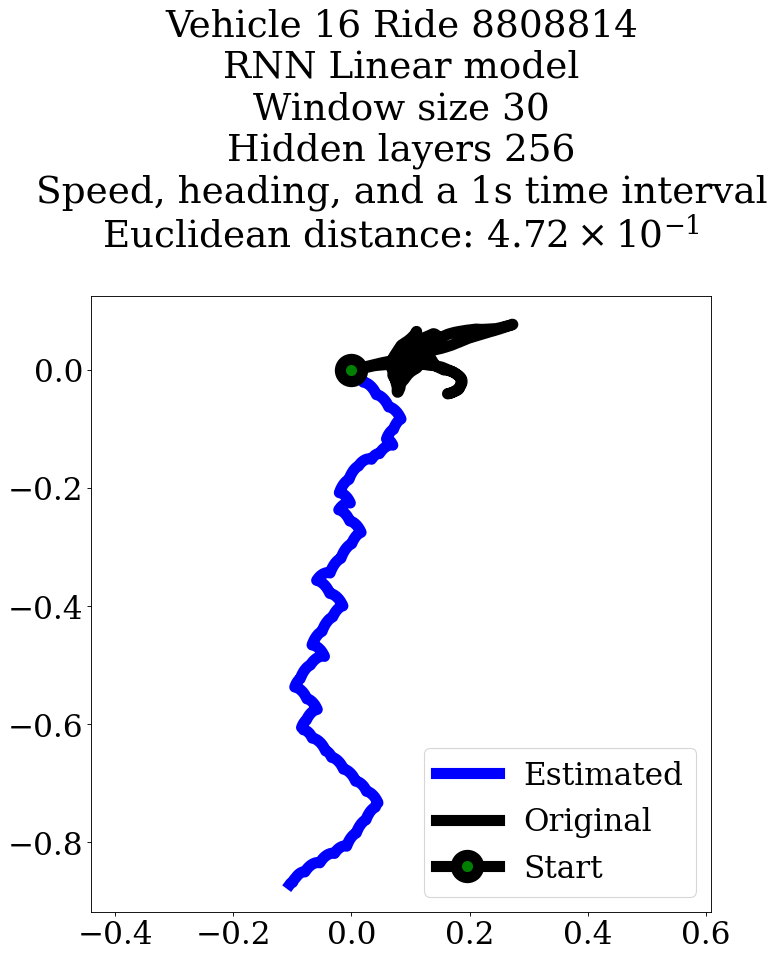 Vehicle 16 Ride 8808814
RNN Linear model
Window size 30
Hidden layers 256
Speed, heading, and a 1s time interval
Euclidean distance: 4.72 × 10⁻¹
0.0
−0.2
−0.4
−0.6
−0.8
Estimated
Original
Start
−0.4
−0.2
0.0
0.2
0.4
0.6